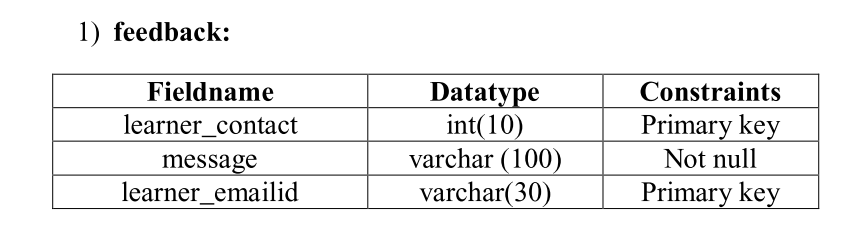 1) feedback:
Fieldname Datatype Constraints
learner_contact int(10) Primary key
message varchar (100) Not null
learner_emailid varchar(30) Primary key